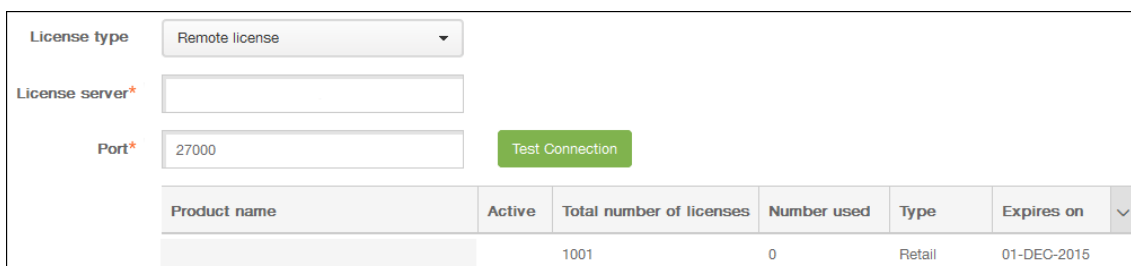 License type Remote license
License server*
Port* 27000 Test Connection
Product name Active Total number of licenses Number used Type Expires on
1001 0 Retail 01-DEC-2015